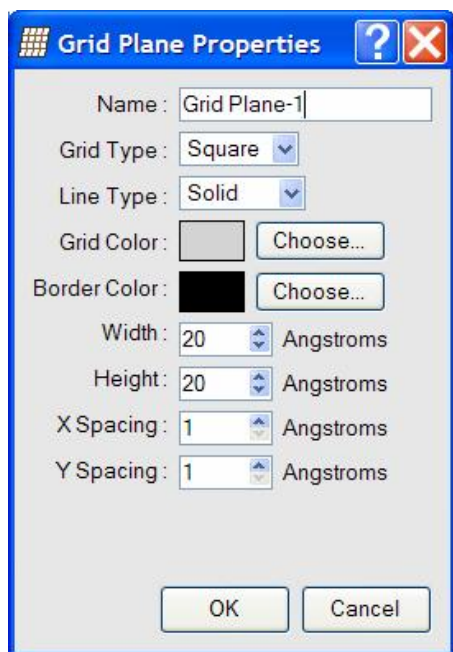 Grid Plane Properties ?
Name : Grid Plane-1
Grid Type : Square
Line Type : Solid
Grid Color : Choose...
Border Color : Choose...
Width : 20 Angstroms
Height : 20 Angstroms
X Spacing : 1 Angstroms
Y Spacing : 1 Angstroms
OK Cancel